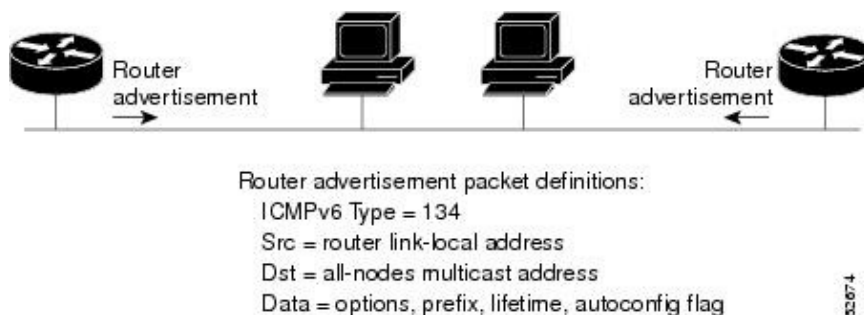 Router
advertisement
Router
advertisement
Router advertisement packet definitions:
ICMPv6 Type = 134
Src = router link-local address
Dst = all-nodes multicast address
Data = options, prefix, lifetime, autoconfig flag
52674